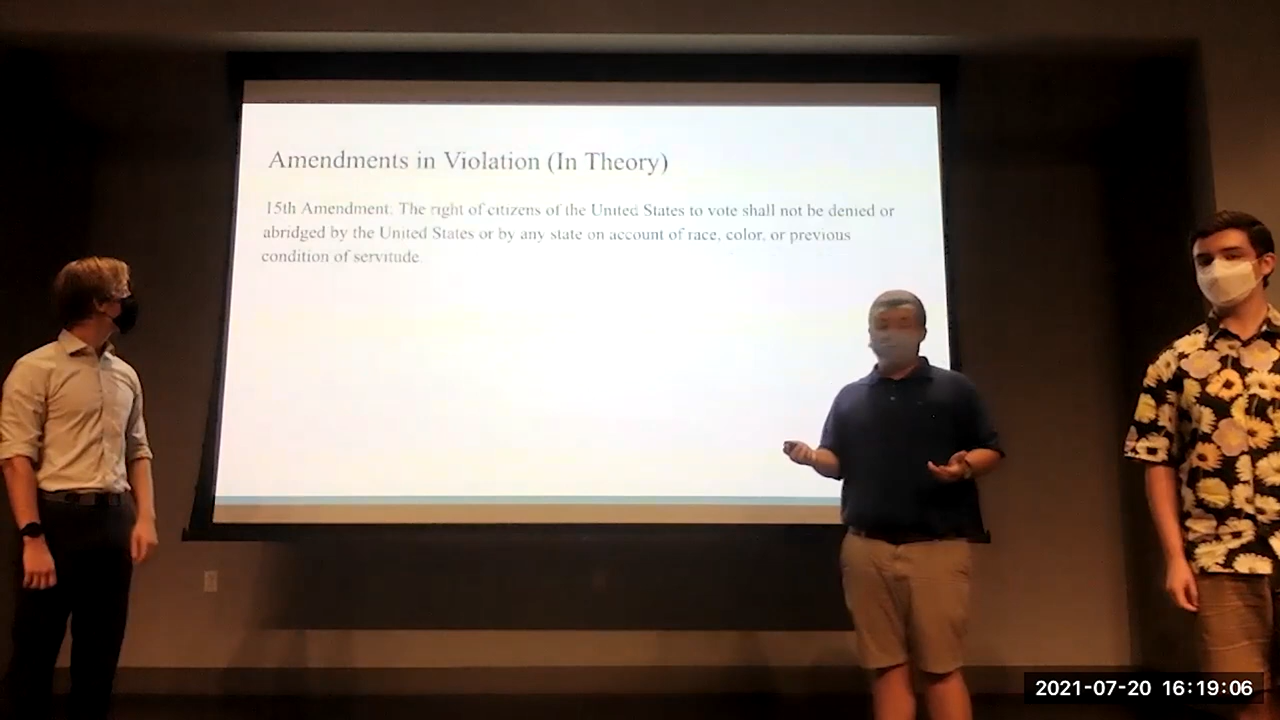 Amendments in Violation (In Theory)
15th Amendment: The right of citizens of the United States to vote shall not be denied or
abridged by the United States or by any state on account of race, color, or previous
condition of servitude.
2021-07-20 16:19:06